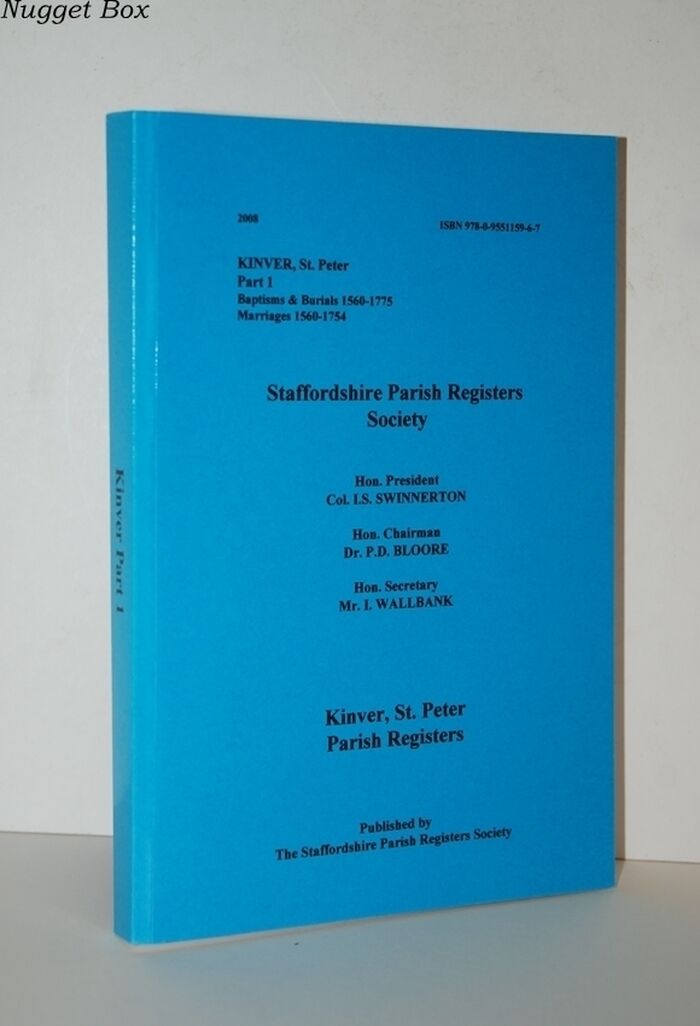 Nugget Box
2008
ISBN 978-0-9551159-6-7
KINVER, St. Peter
Part 1
Baptisms & Burials 1560-1775
Marriages 1560-1754
Staffordshire Parish Registers
Society
Hon. President
Col. I.S. SWINNERTON
Hon. Chairman
Dr. P.D. BLOORE
Hon. Secretary
Mr. I. WALLBANK
Kinver, St. Peter
Parish Registers
Published by
The Staffordshire Parish Registers Society
Kinver Part 1